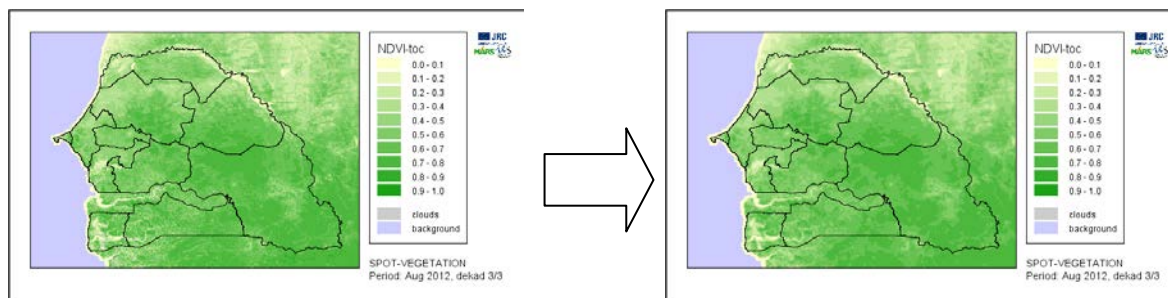 NDVI-toc
JRC
MARS
0.0 - 0.1
0.1 - 0.2
0.2 - 0.3
0.3 - 0.4
0.4 - 0.5
0.5 - 0.6
0.6 - 0.7
0.7 - 0.8
0.8 - 0.9
0.9 - 1.0
clouds
background
SPOT-VEGETATION
Period: Aug 2012, dekad 3/3
NDVI-toc
JRC
MARS
0.0 - 0.1
0.1 - 0.2
0.2 - 0.3
0.3 - 0.4
0.4 - 0.5
0.5 - 0.6
0.6 - 0.7
0.7 - 0.8
0.8 - 0.9
0.9 - 1.0
clouds
background
SPOT-VEGETATION
Period: Aug 2012, dekad 3/3